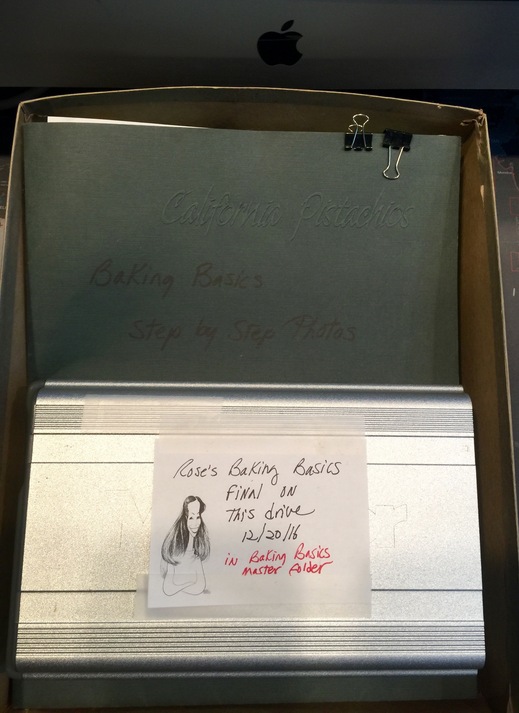 California Pistachios
Baking Basics
Step by Step Photos
Rose's Baking Basics
Final on
This drive
12/20/16
in Baking Basics
master folder